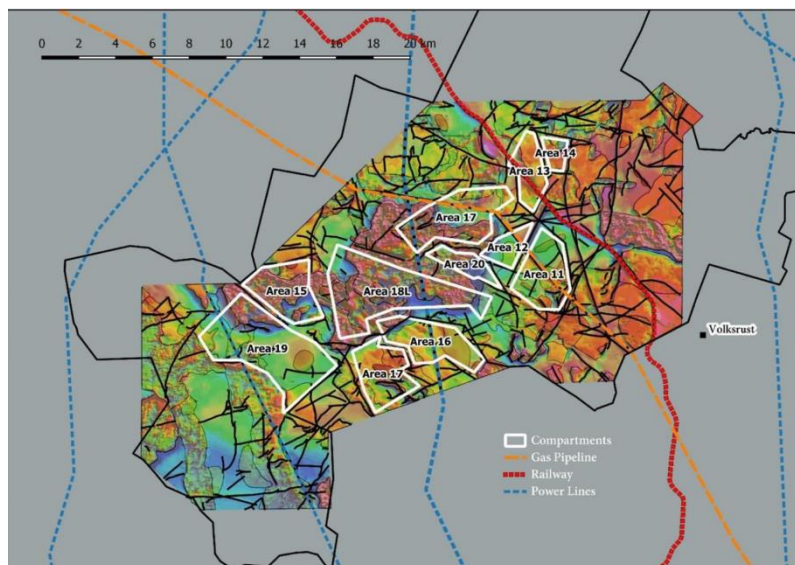 0 2 4 6 8 10 12 14 16 18 20 km
Area 14
Area 13
Area 17
Area 12
Area 20
Area 11
Area 15
Area 18L
Area 16
Area 19
Area 17
Volksrust
Compartments
Gas Pipeline
Railway
Power Lines